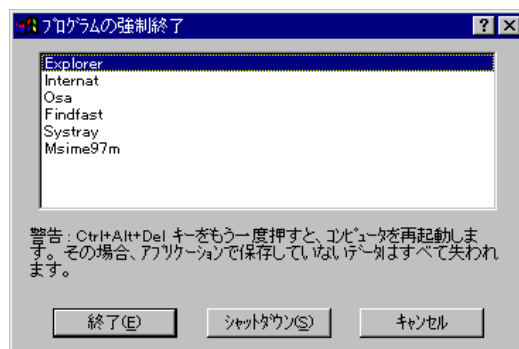 ﾌﾟﾛｸﾞﾗﾑの強制終了
Explorer
Internat
Osa
Findfast
Systray
Msime97m
警告 : Ctrl+Alt+Del キーをもう一度押すと、ｺﾝﾋﾟｭｰﾀを再起動しま
す。その場合、ｱﾌﾟﾘｹｰｼｮﾝで保存していないﾃﾞｰﾀはすべて失われ
ます。
終了(E)
ｼｬｯﾄﾀﾞｳﾝ(S)
ｷｬﾝｾﾙ